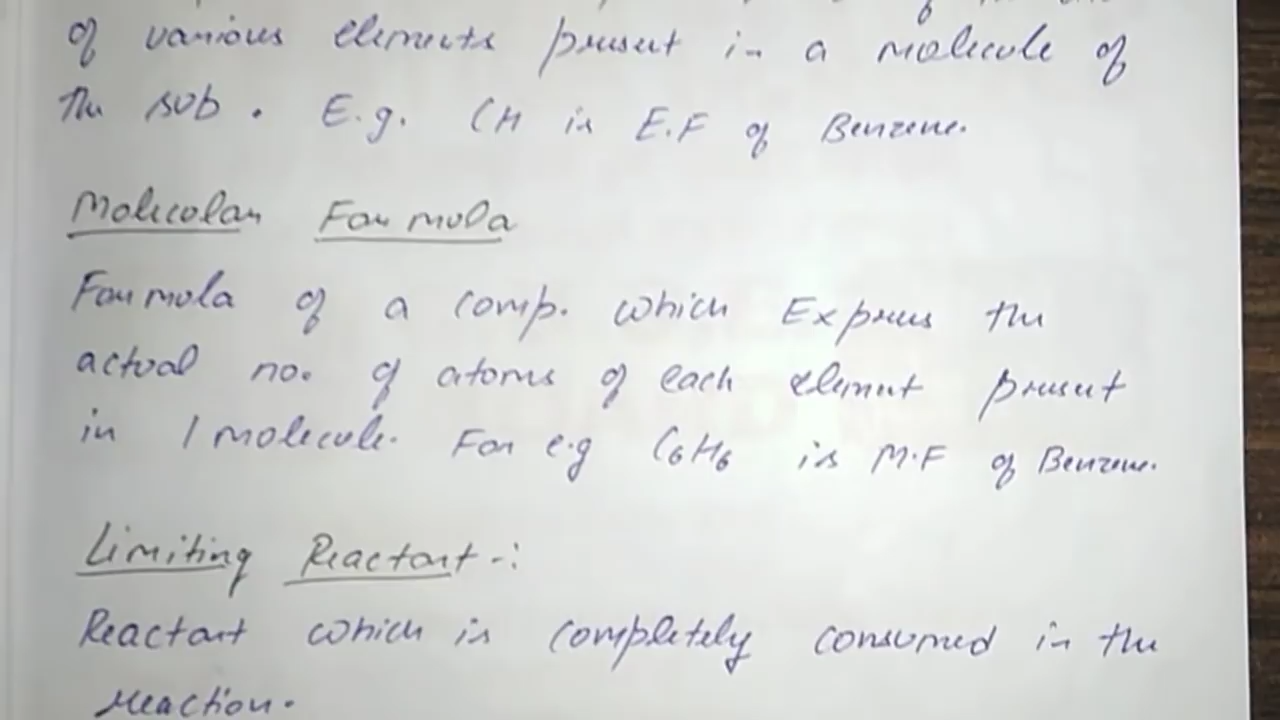 of various elements present in a molecule of
the sub. E.g. CH is E.F of Benzene.
Molecular Formula
Formula of a comp. which Express the
actual no. of atoms of each element present
in 1 molecule. For e.g C6H6 is M.F of Benzene.
Limiting Reactant -:
Reactant which is completely consumed in the
reaction.